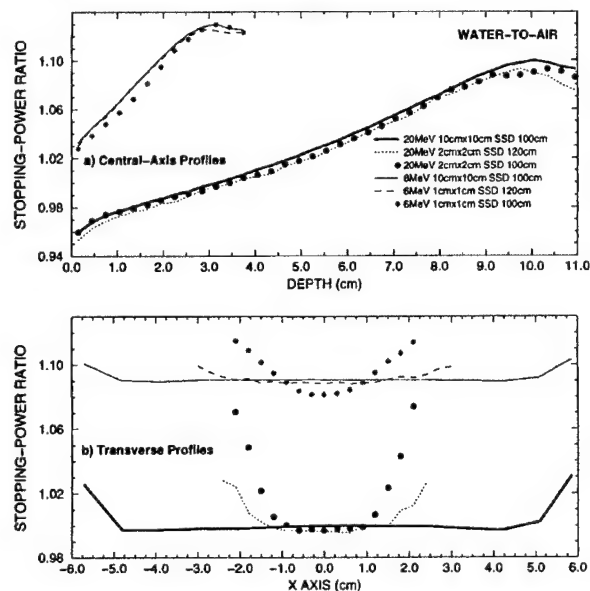 STOPPING-POWER RATIO
1.10
1.06
1.02
0.98
0.94
WATER-TO-AIR
a) Central-Axis Profiles
20MeV 10cmx10cm SSD 100cm
20MeV 2cmx2cm SSD 120cm
20MeV 2cmx2cm SSD 100cm
6MeV 10cmx10cm SSD 100cm
6MeV 1cmx1cm SSD 120cm
6MeV 1cmx1cm SSD 100cm
0.0 1.0 2.0 3.0 4.0 5.0 6.0 7.0 8.0 9.0 10.0 11.0
DEPTH (cm)
STOPPING-POWER RATIO
1.10
1.06
1.02
0.98
b) Transverse Profiles
-6.0 -5.0 -4.0 -3.0 -2.0 -1.0 0.0 1.0 2.0 3.0 4.0 5.0 6.0
X AXIS (cm)